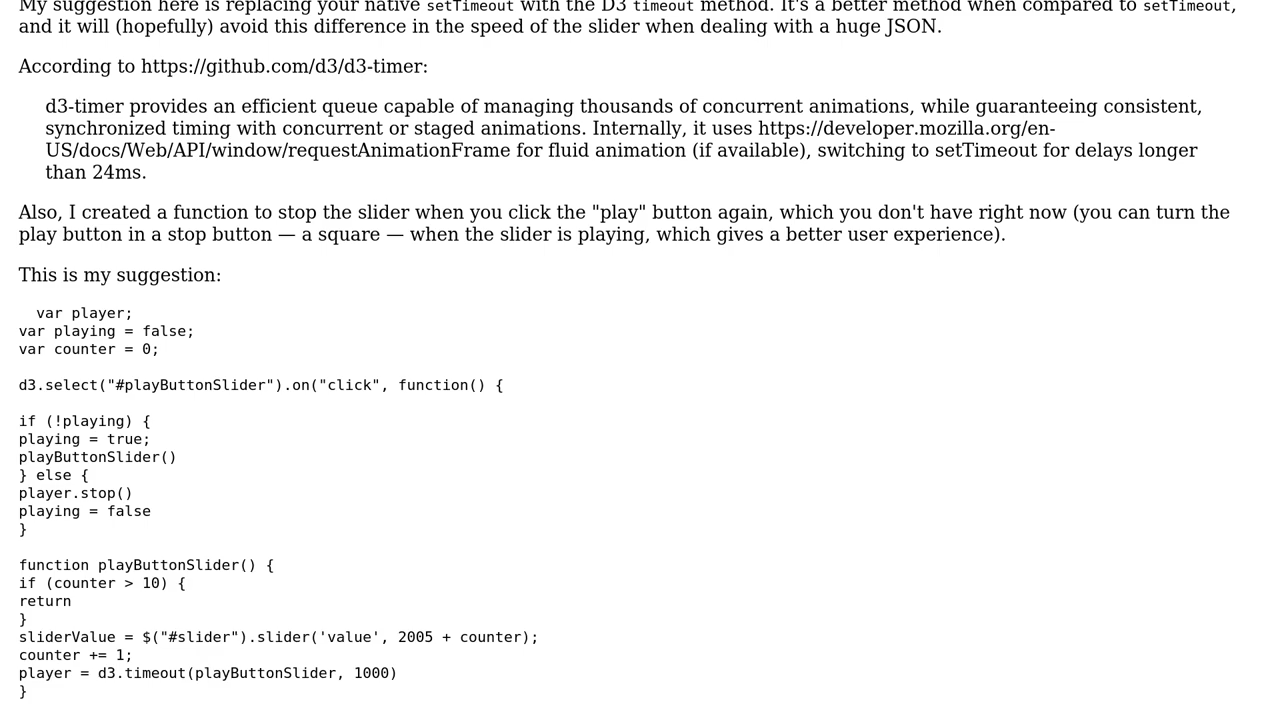 My suggestion here is replacing your native setTimeout with the D3 timeout method. It's a better method when compared to setTimeout,
and it will (hopefully) avoid this difference in the speed of the slider when dealing with a huge JSON.
According to https://github.com/d3/d3-timer:
d3-timer provides an efficient queue capable of managing thousands of concurrent animations, while guaranteeing consistent,
synchronized timing with concurrent or staged animations. Internally, it uses https://developer.mozilla.org/en-
US/docs/Web/API/window/requestAnimationFrame for fluid animation (if available), switching to setTimeout for delays longer
than 24ms.
Also, I created a function to stop the slider when you click the "play" button again, which you don't have right now (you can turn the
play button in a stop button — a square — when the slider is playing, which gives a better user experience).
This is my suggestion:
var player;
var playing = false;
var counter = 0;
d3.select("#playButtonSlider").on("click", function() {
if (!playing) {
playing = true;
playButtonSlider()
} else {
player.stop()
playing = false
}
function playButtonSlider() {
if (counter > 10) {
return
}
sliderValue = $("#slider").slider('value', 2005 + counter);
counter += 1;
player = d3.timeout(playButtonSlider, 1000)
}